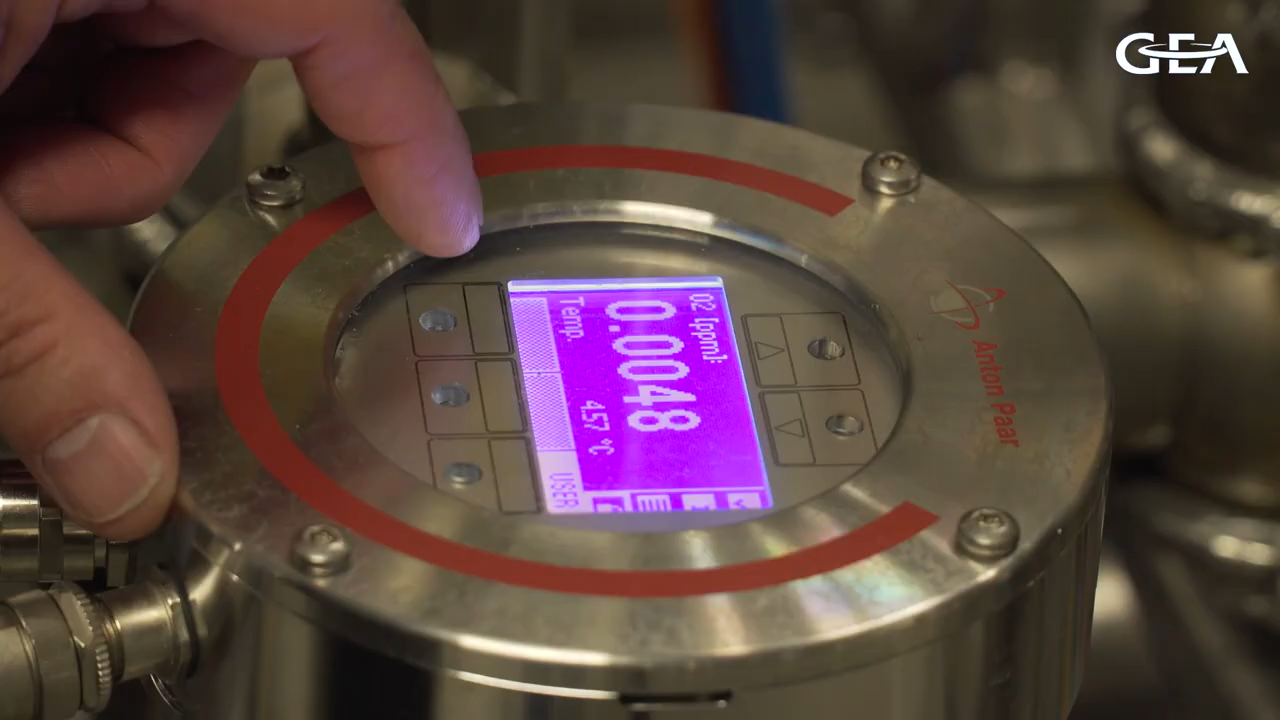 GEA
O2 [ppm]:
0.0048
Temp.
4.57 °C
USER
Anton Paar